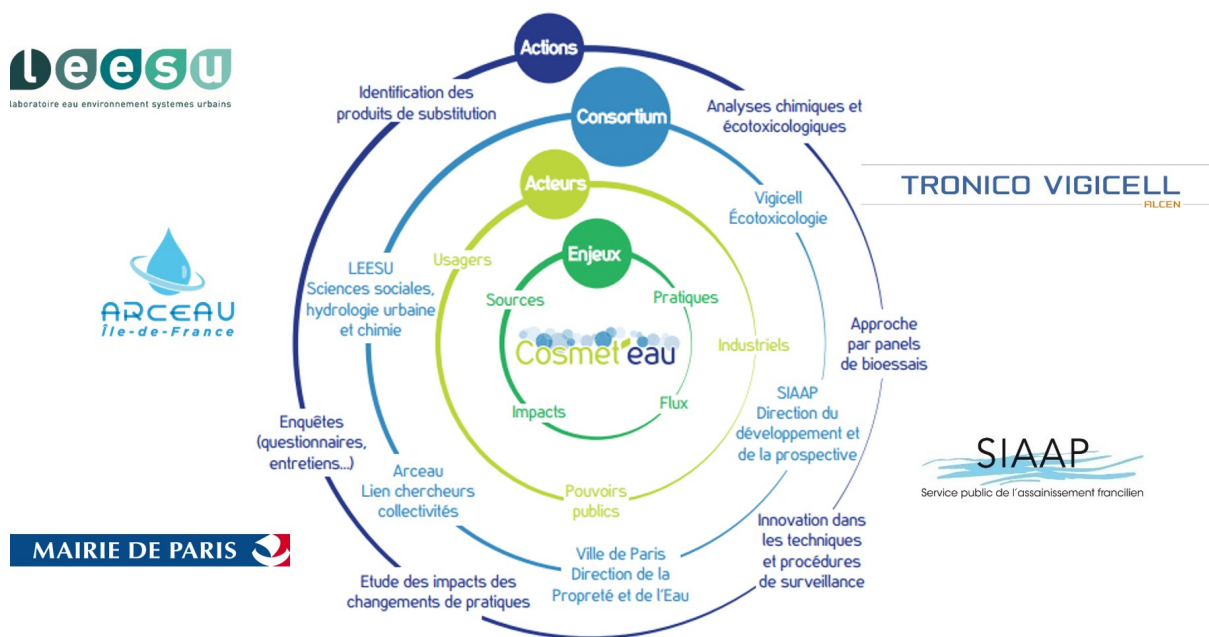 leesu
laboratoire eau environnement systemes urbains
Actions
Identification des
produits de substitution
Consortium
Analyses chimiques et
écotoxicologiques
TRONICO VIGICELL
ALCEN
Acteurs
Vigicell
Écotoxicologie
Usagers
Enjeux
LEESU
Sciences sociales,
hydrologie urbaine
et chimie
ARCEAU
Île-de-France
Sources
Pratiques
Cosmet'eau
Industriels
Approche
par panels
de bioessais
Impacts
Flux
SIAAP
Direction du
développement et
de la prospective
Enquêtes
(questionnaires,
entretiens...)
SIAAP
Service public de l'assainissement francilien
Arceau
Lien chercheurs
collectivités
Pouvoirs
publics
Innovation dans
les techniques
et procédures
de surveillance
MAIRIE DE PARIS
Ville de Paris
Direction de la
Propreté et de l'Eau
Etude des impacts des
changements de pratiques